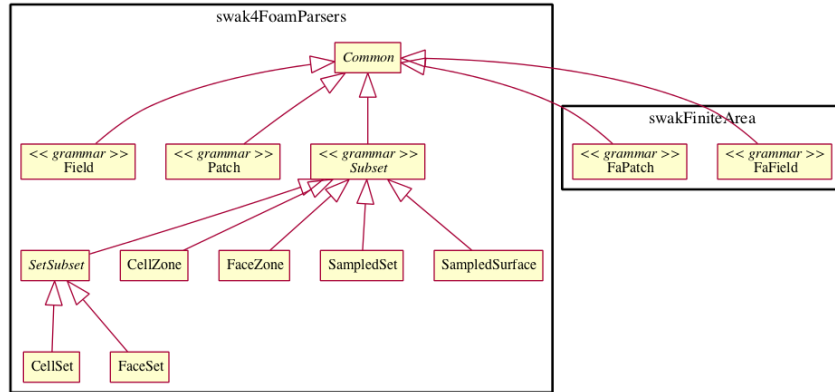 swak4FoamParsers
Common
swakFiniteArea
<< grammar >>
Field
<< grammar >>
Patch
<< grammar >>
Subset
<< grammar >>
FaPatch
<< grammar >>
FaField
SetSubset
CellZone
FaceZone
SampledSet
SampledSurface
CellSet
FaceSet